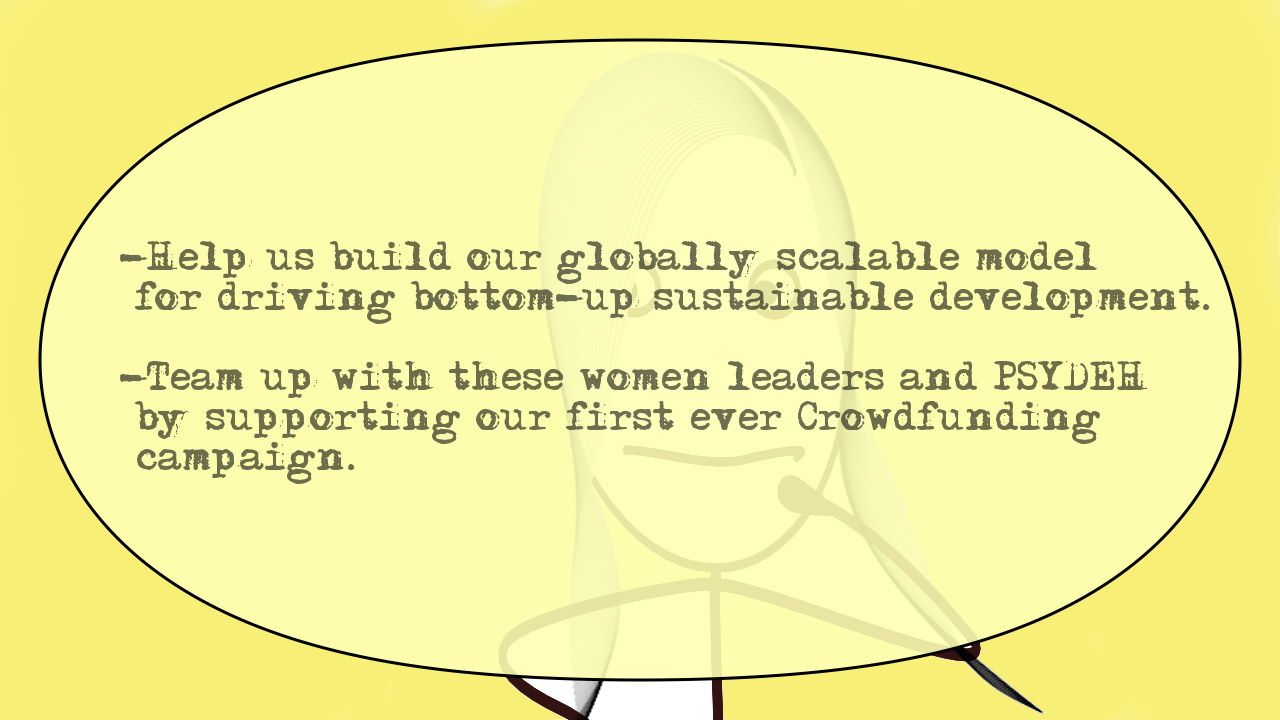 -Help us build our globally scalable model
for driving bottom-up sustainable development.
-Team up with these women leaders and PSYDEH
by supporting our first ever Crowdfunding
campaign.